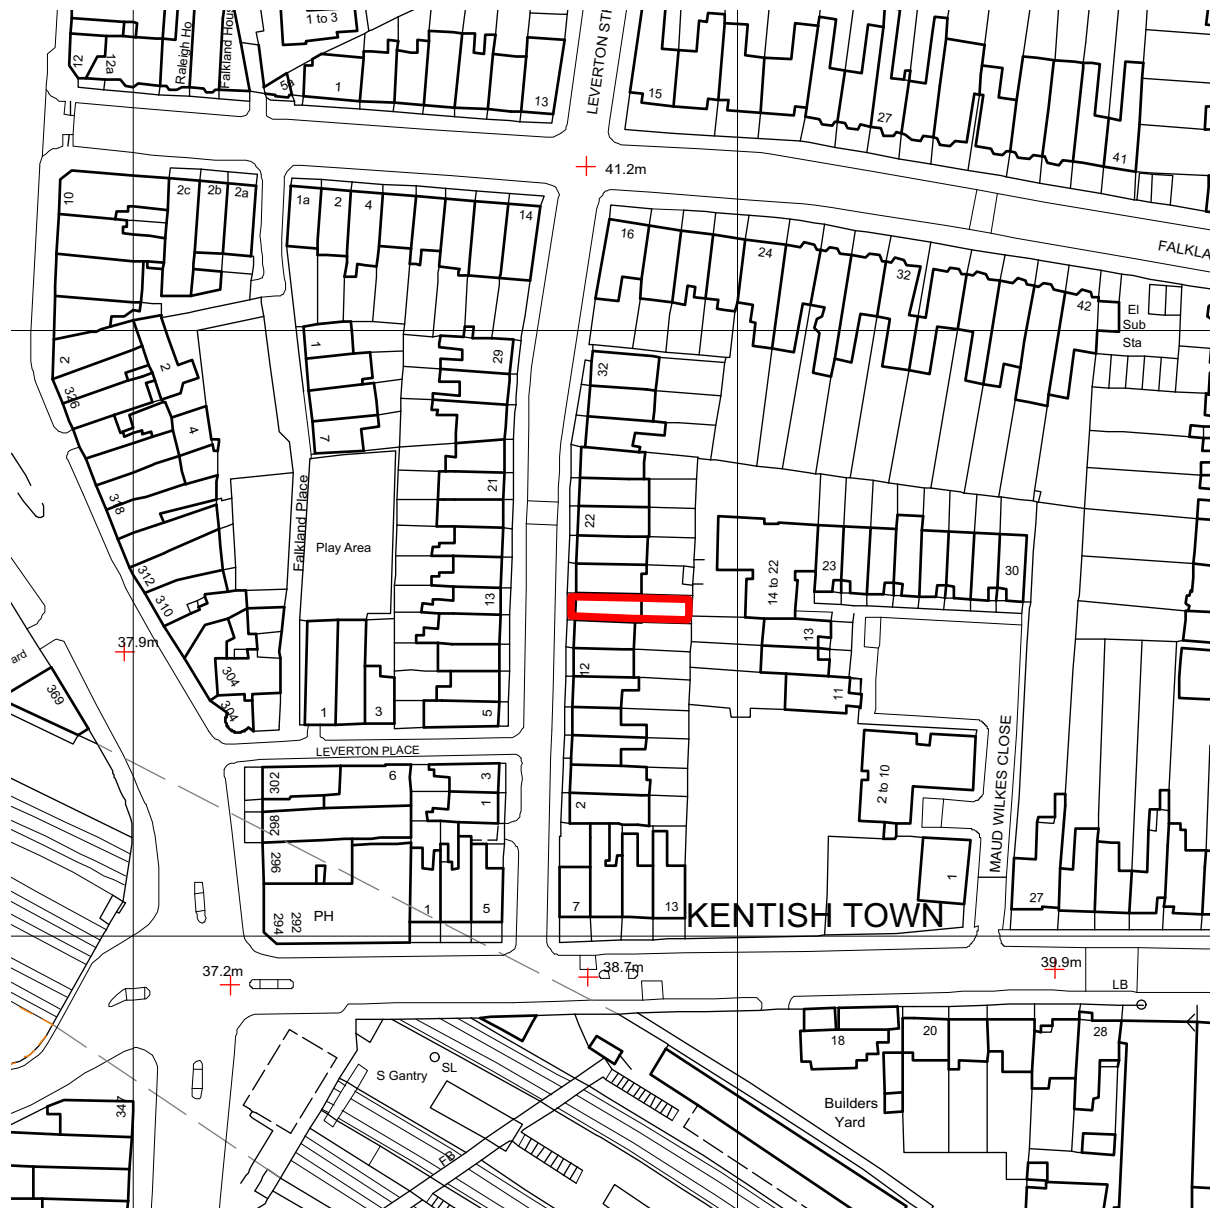 1 to 3
12
12a
Raleigh Ho
Falkland Hous
5a
1
13
LEVERTON STR
15
27
41
41.2m
10
2c
2b
2a
1a
2
4
14
16
24
32
42
FALKLA
El
Sub
Sta
2
326
2
4
318
312
310
304
304
1
7
29
21
13
5
Falkland Place
Play Area
1
3
32
22
12
2
14 to 22
23
30
13
11
2 to 10
1
MAUD WILKES CLOSE
37.9m
ard
369
LEVERTON PLACE
302
6
3
1
298
296
294
292
PH
1
5
7
13
KENTISH TOWN
27
37.2m
38.7m
39.9m
LB
18
20
28
Builders
Yard
S Gantry
SL
FB
347